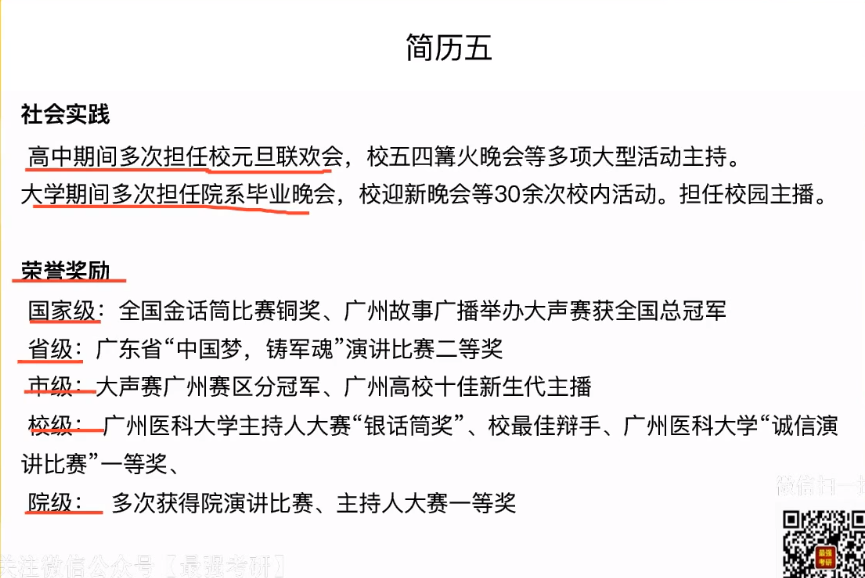 简历五
社会实践
高中期间多次担任校元旦联欢会，校五四篝火晚会等多项大型活动主持。
大学期间多次担任院系毕业晚会，校迎新晚会等30余次校内活动。担任校园主播。
荣誉奖励
国家级：全国金话筒比赛铜奖、广州故事广播举办大声赛获全国总冠军
省级：广东省“中国梦，铸军魂”演讲比赛二等奖
市级：大声赛广州赛区分冠军、广州高校十佳新生代主播
校级：广州医科大学主持人大赛“银话筒奖”、校最佳辩手、广州医科大学“诚信演
讲比赛”一等奖、
院级：多次获得院演讲比赛、主持人大赛一等奖
微信扫一扫
最强
考研
关注微信公众号【最强考研】